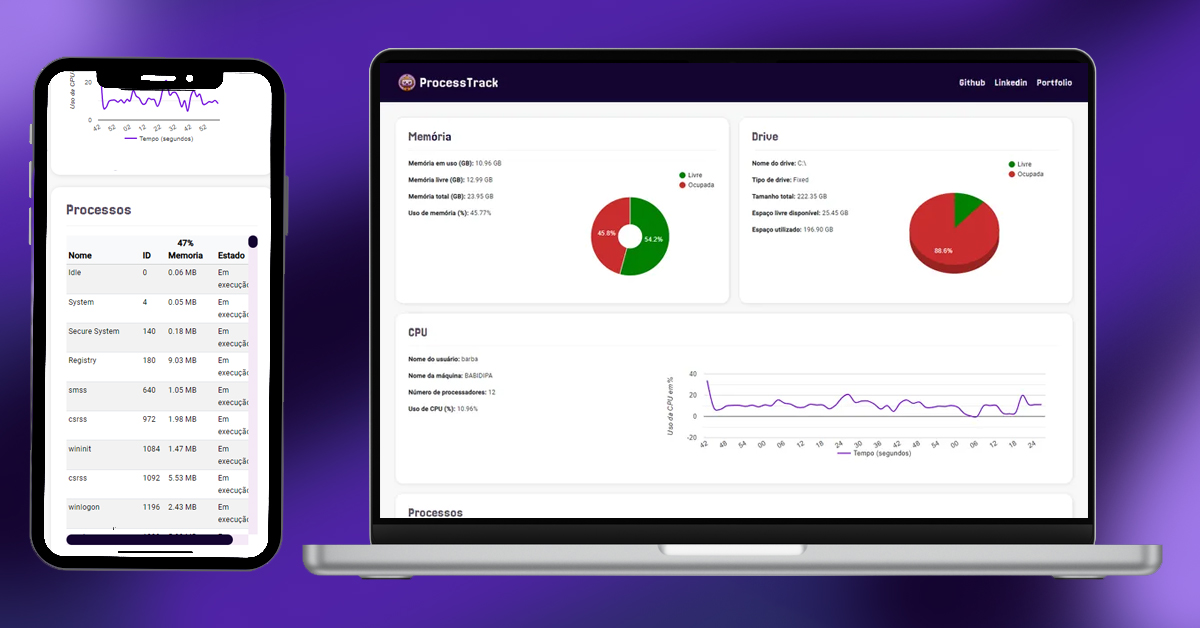 Uso de CPU
20
0
42 52 02 12 22 32 42 52
Tempo (segundos)
Processos
47%
Nome ID Memoria Estado
Idle 0 0.06 MB Em execução
System 4 0.05 MB Em execução
Secure System 140 0.18 MB Em execução
Registry 180 9.03 MB Em execução
smss 640 1.05 MB Em execução
csrss 972 1.98 MB Em execução
wininit 1084 1.47 MB Em execução
csrss 1092 5.53 MB Em execução
winlogon 1196 2.43 MB Em execução
ProcessTrack
Github Linkedin Portfolio
Memória
Memória em uso (GB): 10.96 GB
Memória livre (GB): 12.99 GB
Memória total (GB): 23.95 GB
Uso de memória (%): 45.77%
Livre
Ocupada
45.8%
54.2%
Drive
Nome do drive: C:\
Tipo de drive: Fixed
Tamanho total: 222.35 GB
Espaço livre disponível: 25.45 GB
Espaço utilizado: 196.90 GB
Livre
Ocupada
88.6%
CPU
Nome do usuário: barba
Nome da máquina: BABIDIPA
Número de processadores: 12
Uso de CPU (%): 10.96%
Uso da CPU em %
40
20
0
-20
42 48 54 00 06 12 18 24 30 36 42 48 54 00 06 12 18 24
Tempo (segundos)
Processos